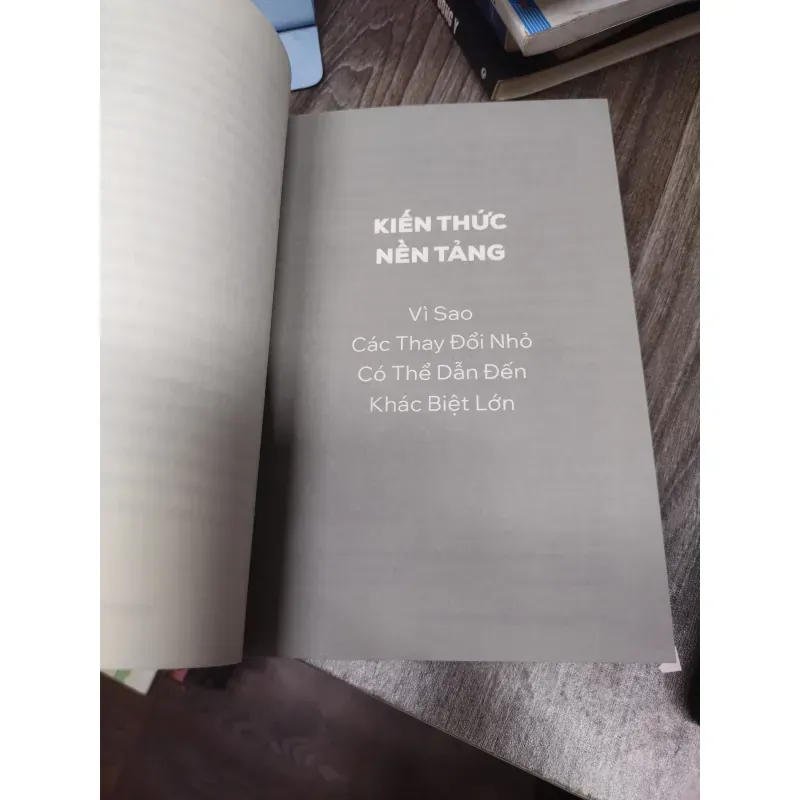 KIẾN THỨC
NỀN TẢNG
Vì Sao
Các Thay Đổi Nhỏ
Có Thể Dẫn Đến
Khác Biệt Lớn